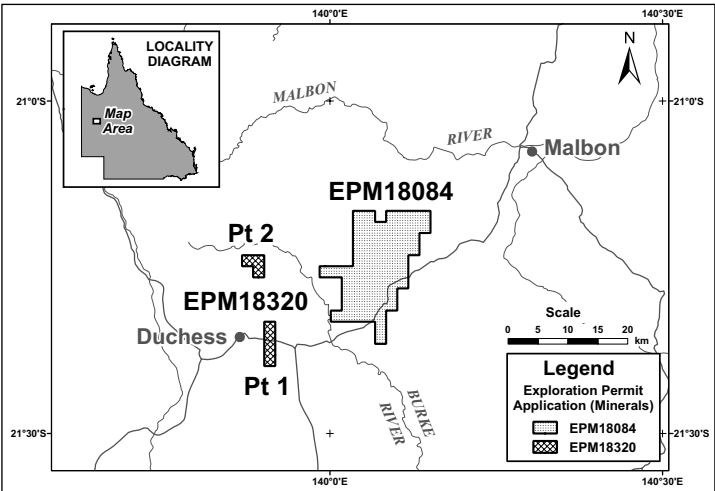 140°0'E
140°30'E
LOCALITY
DIAGRAM
Map
Area
N
21°0'S
21°0'S
MALBON
RIVER
Malbon
EPM18084
Pt 2
EPM18320
Duchess
Pt 1
Scale
0 5 10 15 20
km
BURKE
RIVER
Legend
Exploration Permit
Application (Minerals)
EPM18084
EPM18320
21°30'S
21°30'S
140°0'E
140°30'E